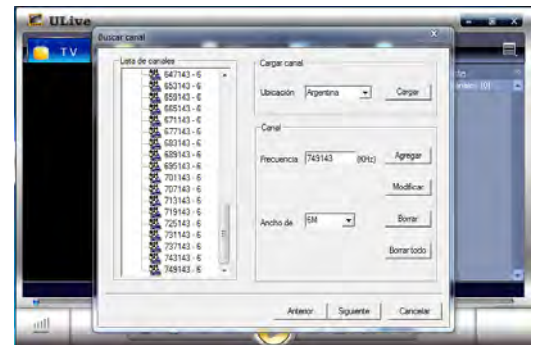 ULive
Buscar canal
TV
Lista de canales
647143 - 6
653143 - 6
659143 - 6
665143 - 6
671143 - 6
677143 - 6
683143 - 6
689143 - 6
695143 - 6
701143 - 6
707143 - 6
713143 - 6
719143 - 6
725143 - 6
731143 - 6
737143 - 6
743143 - 6
749143 - 6
Cargar canal
Ubicación Argentina Cargar
Canal
Frecuencia 749143 (KHz) Agregar
Modificar
Ancho de 6M Borrar
Borrar todo
Anterior Siguiente Cancelar